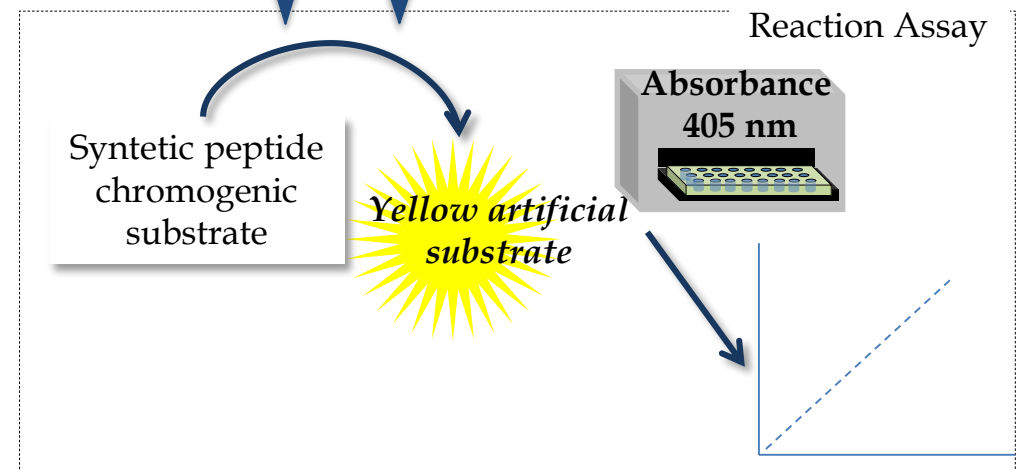 Reaction Assay
Absorbance
405 nm
Syntetic peptide
chromogenic
substrate
Yellow artificial
substrate